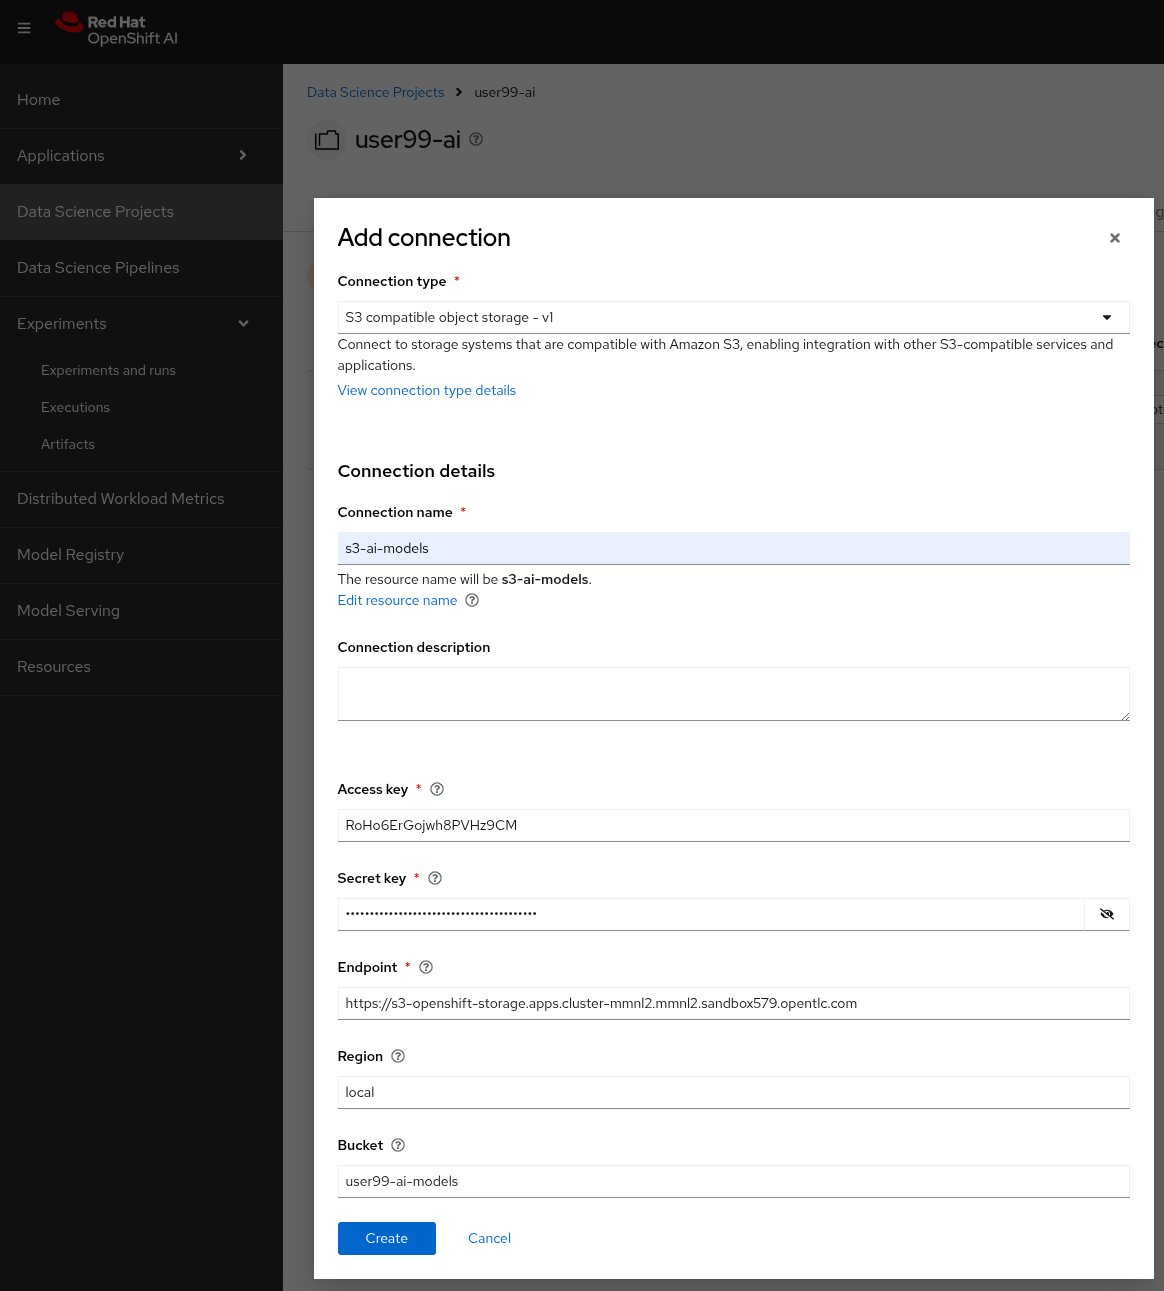 Red Hat
OpenShift AI
Home
Applications
Data Science Projects
Data Science Pipelines
Experiments
Experiments and runs
Executions
Artifacts
Distributed Workload Metrics
Model Registry
Model Serving
Resources
Data Science Projects > user99-ai
user99-ai
Add connection
Connection type *
S3 compatible object storage - v1
Connect to storage systems that are compatible with Amazon S3, enabling integration with other S3-compatible services and
applications.
View connection type details
Connection details
Connection name *
s3-ai-models
The resource name will be s3-ai-models.
Edit resource name
Connection description
Access key *
RoHo6ErGojwh8PVHz9CM
Secret key *
••••••••••••••••••••••••••••••••••••••••
Endpoint *
https://s3-openshift-storage.apps.cluster-mmnl2.mmnl2.sandbox579.opentlc.com
Region
local
Bucket
user99-ai-models
Create
Cancel